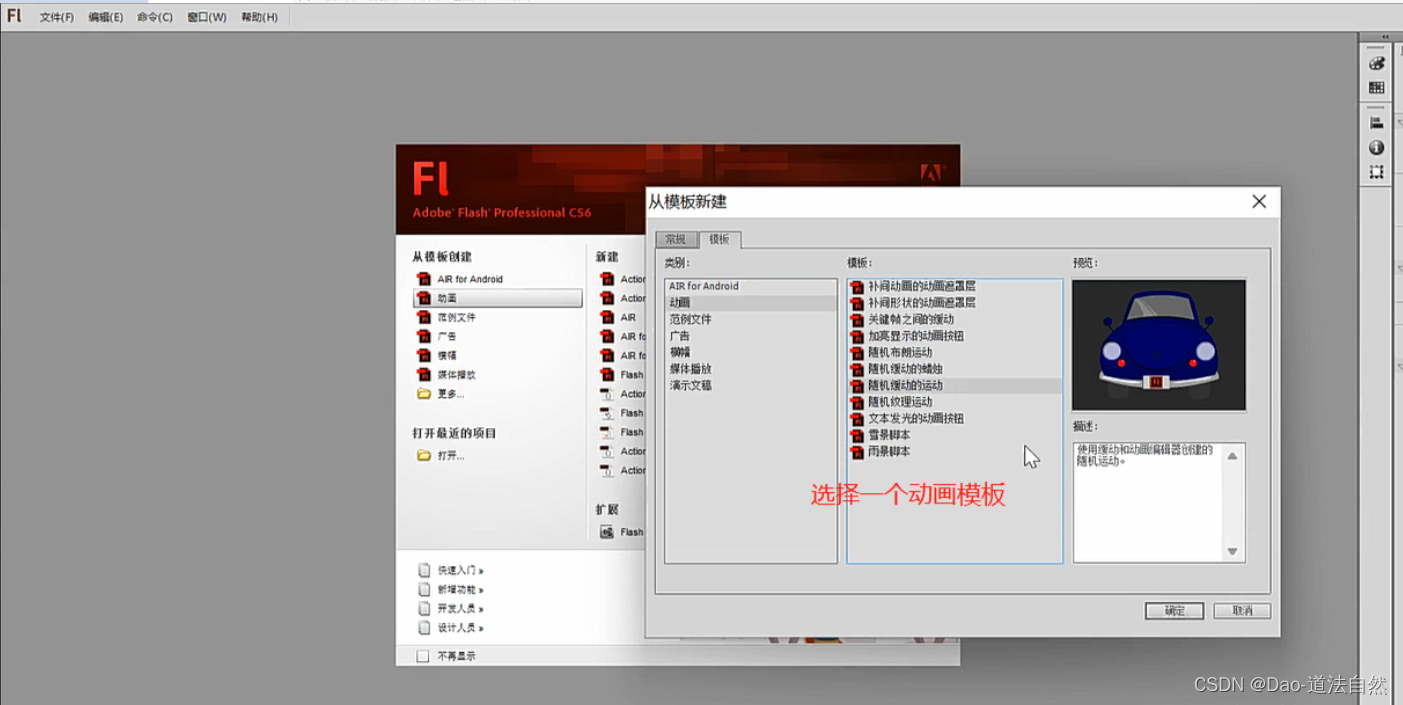 Fl 文件(F) 编辑(E) 命令(C) 窗口(W) 帮助(H)
Fl
Adobe® Flash® Professional CS6
从模板创建
AIR for Android
动画
范例文件
广告
横幅
媒体播放
更多...
打开最近的项目
打开...
新建
Action
Action
AIR
AIR fo
AIR fo
Flash
Action
Flash
Flash
Action
Action
扩展
Flash
快速入门 »
新增功能 »
开发人员 »
设计人员 »
不再显示
从模板新建
常规 模板
类别：
AIR for Android
动画
范例文件
广告
横幅
媒体播放
演示文稿
模板：
补间动画的动画遮罩层
补间形状的动画遮罩层
关键帧之间的缓动
加亮显示的动画按钮
随机布朗运动
随机缓动的蜡烛
随机缓动的运动
随机纹理运动
文本发光的动画按钮
雪景脚本
雨景脚本
选择一个动画模板
预览：
描述：
使用缓动和动画编辑器创建的
随机运动。
确定 取消
CSDN @Dao-道法自然